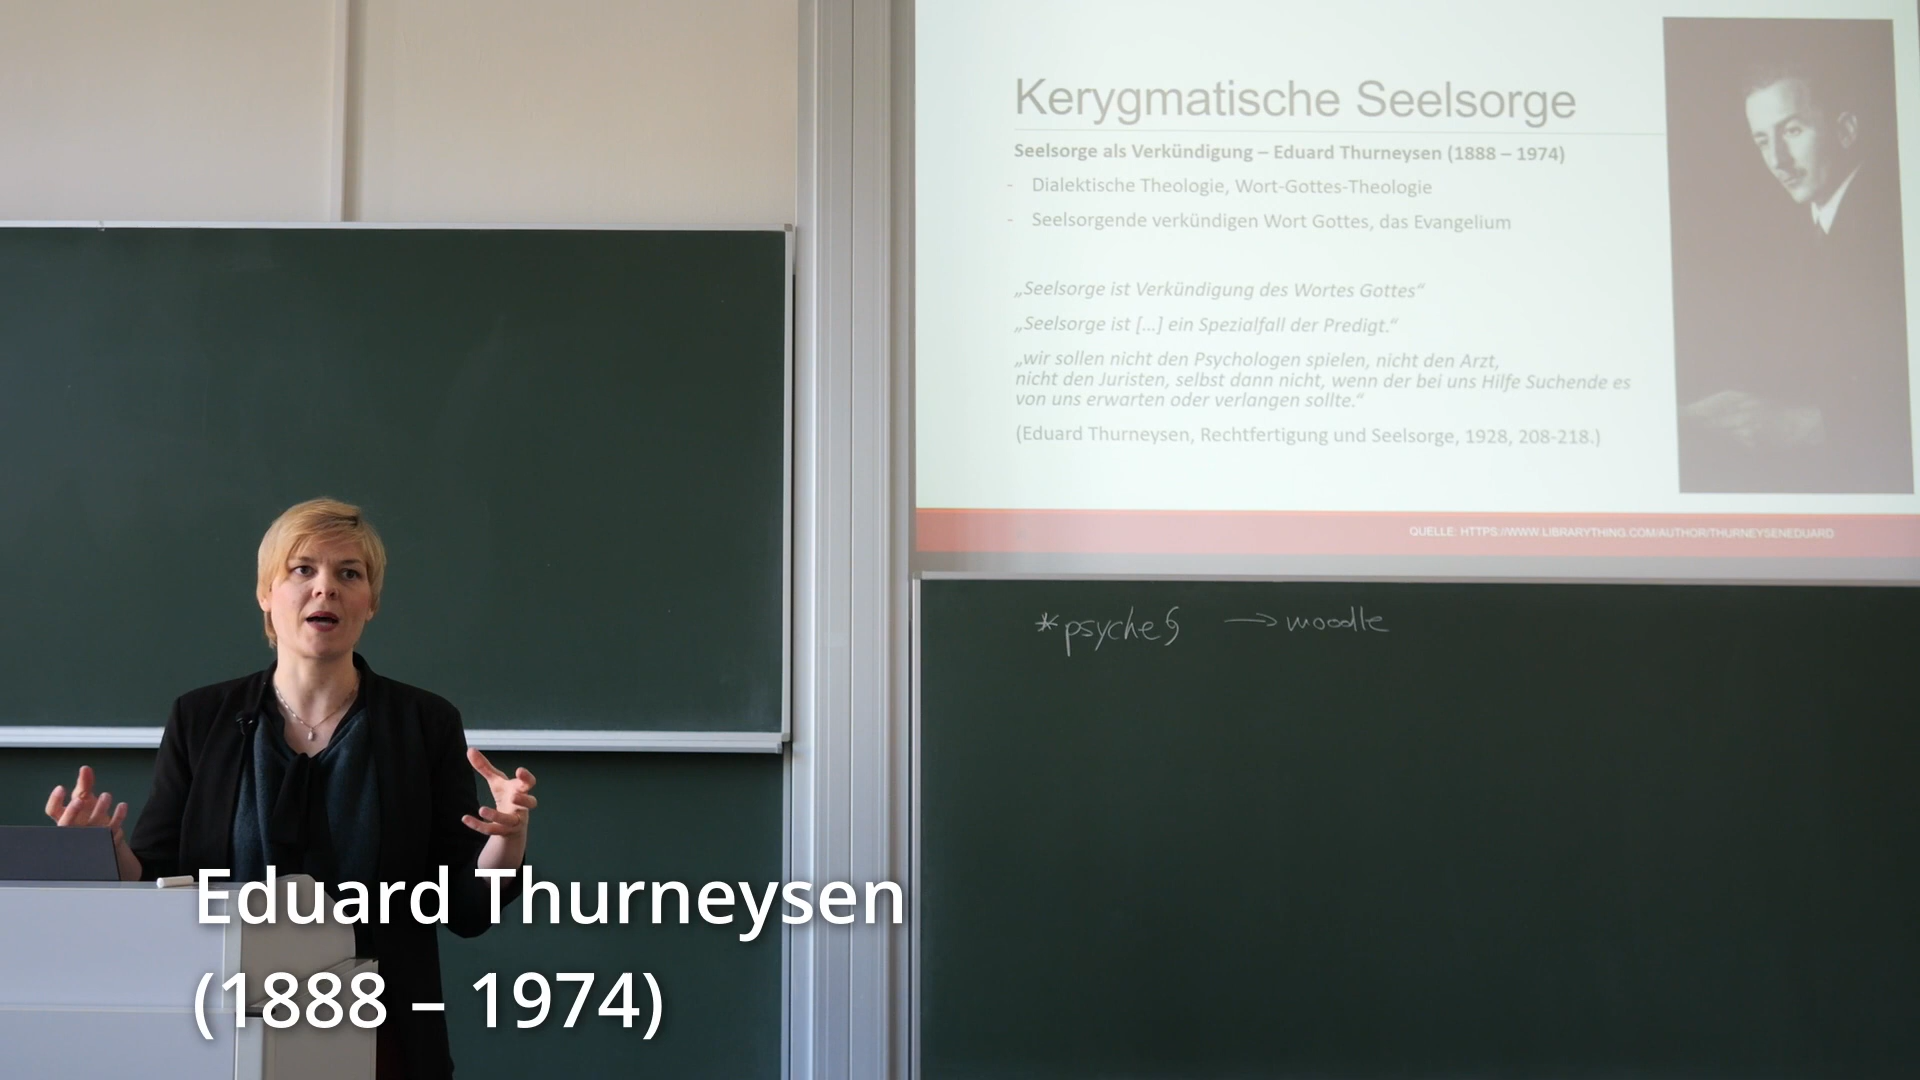 Kerygmatische Seelsorge
Seelsorge als Verkündigung – Eduard Thurneysen (1888 – 1974)
- Dialektische Theologie, Wort-Gottes-Theologie
- Seelsorgende verkündigen Wort Gottes, das Evangelium
„Seelsorge ist Verkündigung des Wortes Gottes“
„Seelsorge ist [...] ein Spezialfall der Predigt.“
„wir sollen nicht den Psychologen spielen, nicht den Arzt,
nicht den Juristen, selbst dann nicht, wenn der bei uns Hilfe Suchende es
von uns erwarten oder verlangen sollte.“
(Eduard Thurneysen, Rechtfertigung und Seelsorge, 1928, 208-218.)
QUELLE: HTTPS://WWW.LIBRARYTHING.COM/AUTHOR/THURNEYSENEDUARD
*psyche§ → moodle
Eduard Thurneysen
(1888 – 1974)